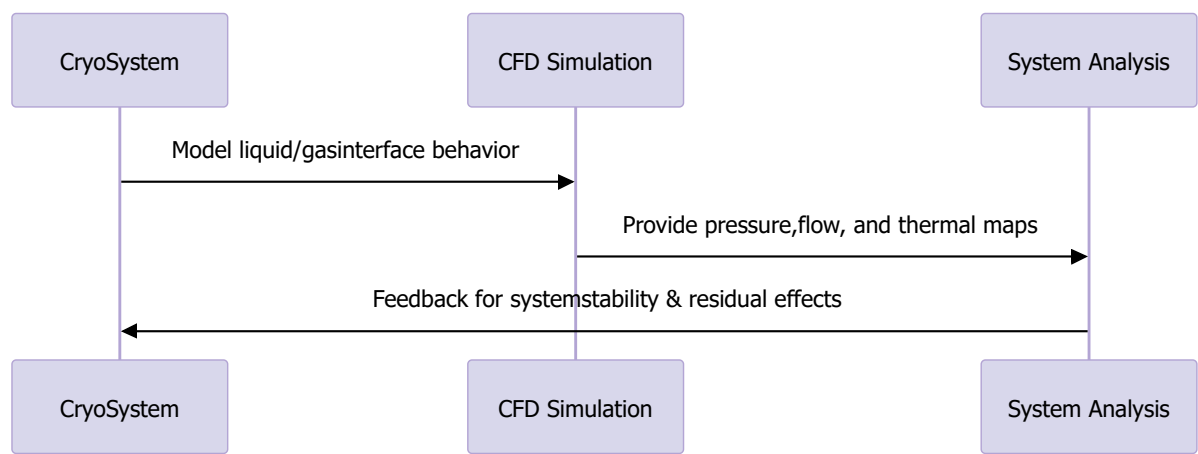 CryoSystem
CFD Simulation
System Analysis
Model liquid/gasinterface behavior
Provide pressure,flow, and thermal maps
Feedback for systemstability & residual effects
CryoSystem
CFD Simulation
System Analysis